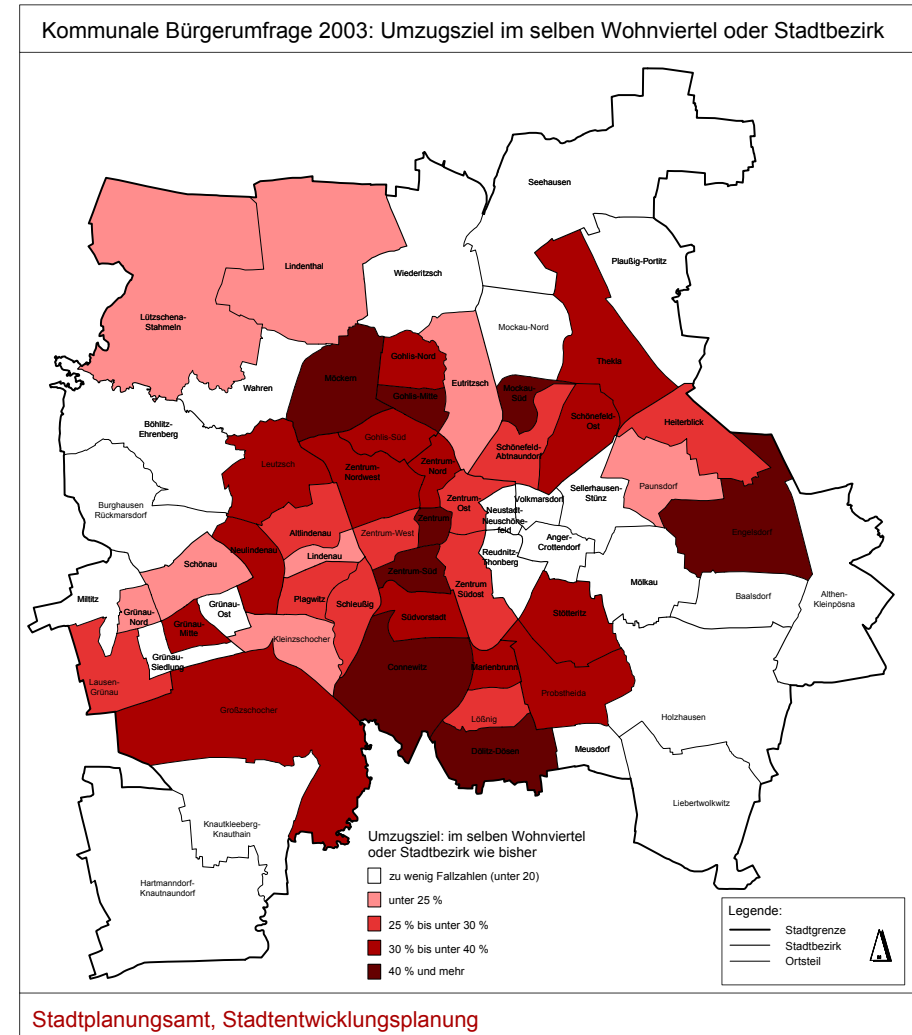 Kommunale Bürgerumfrage 2003: Umzugsziel im selben Wohnviertel oder Stadtbezirk
Seehausen
Plaußig-Portitz
Lindenthal
Wiederitzsch
Lützschena-
Stahmeln
Mockau-Nord
Thekla
Gohlis-Nord
Möckern
Eutritzsch
Wahren
Gohlis-Mitte
Mockau-
Süd
Böhlitz-
Ehrenberg
Schönefeld-
Ost
Heiterblick
Gohlis-Süd
Schönefeld-
Abtnaundorf
Leutzsch
Zentrum-
Nordwest
Zentrum-
Nord
Sellerhausen-
Stünz
Paunsdorf
Burghausen
Rückmarsdorf
Zentrum-
Ost
Volkmarsdorf
Neustadt-
Neuschöne-
feld
Engelsdorf
Altlindenau
Zentrum-West
Zentrum
Anger-
Crottendorf
Neulindenau
Lindenau
Reudnitz-
Thonberg
Schönau
Zentrum-Süd
Mölkau
Miltitz
Plagwitz
Schleußig
Zentrum
Südost
Baalsdorf
Althen-
Kleinpösna
Grünau-
Nord
Grünau-
Ost
Grünau-
Mitte
Südvorstadt
Stötteritz
Kleinzschocher
Grünau-
Siedlung
Connewitz
Marienbrunn
Lausen-
Grünau
Probstheida
Großzschocher
Lößnig
Holzhausen
Dölitz-Dösen
Meusdorf
Liebertwolkwitz
Knautkleeberg-
Knauthain
Hartmanndorf-
Knautnaundorf
Umzugsziel: im selben Wohnviertel
oder Stadtbezirk wie bisher
zu wenig Fallzahlen (unter 20)
unter 25 %
25 % bis unter 30 %
30 % bis unter 40 %
40 % und mehr
Legende:
Stadtgrenze
Stadtbezirk
Ortsteil
Stadtplanungsamt, Stadtentwicklungsplanung